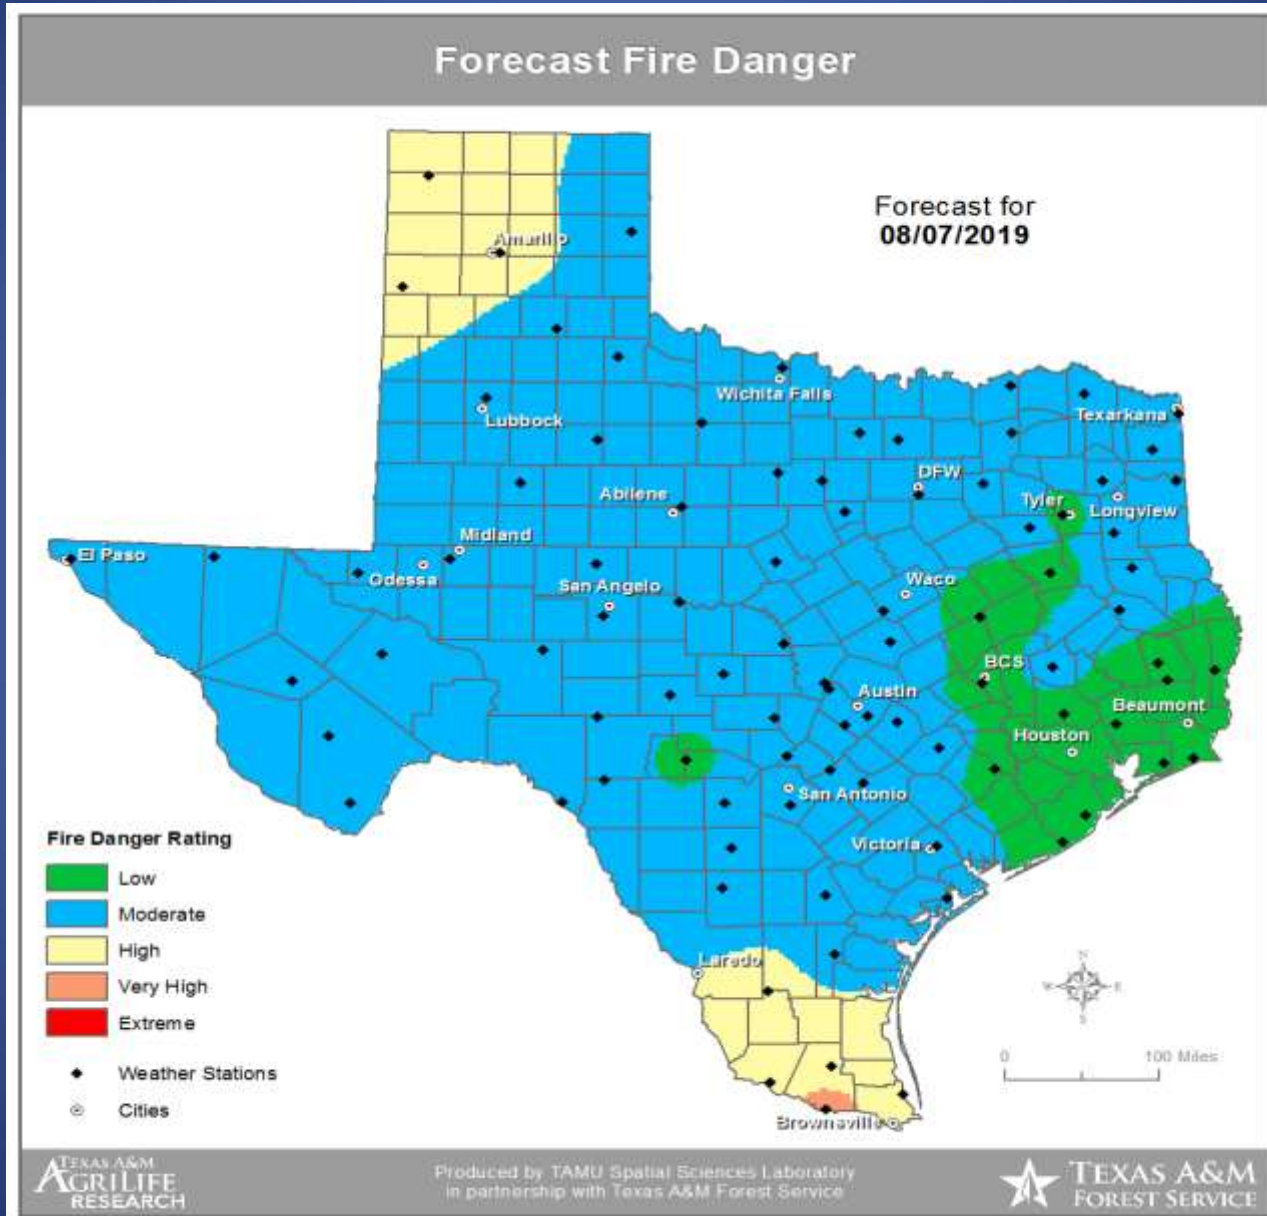 Forecast Fire Danger
Forecast for
08/07/2019
Amarillo
Wichita Falls
Lubbock
Texarkana
DFW
Abilene
Tyler
Longview
Midland
El Paso
Odessa
Waco
San Angelo
BCS
Austin
Beaumont
Houston
San Antonio
Victoria
Laredo
Brownsville
Fire Danger Rating
Low
Moderate
High
Very High
Extreme
Weather Stations
Cities
N
W
E
S
0 100 Miles
TEXAS A&M
AGRILIFE
RESEARCH
Produced by TAMU Spatial Sciences Laboratory
in partnership with Texas A&M Forest Service
TEXAS A&M
FOREST SERVICE